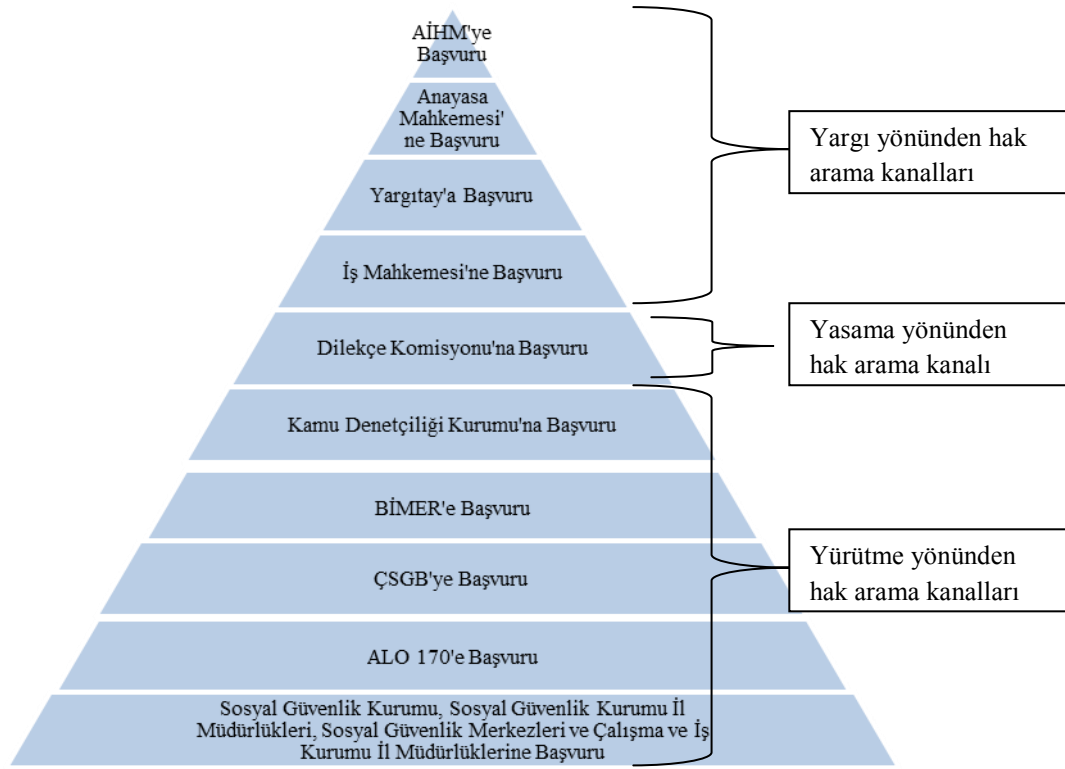 AİHM'ye
Başvuru
Anayasa
Mahkemesi'
ne Başvuru
Yargıtay'a Başvuru
İş Mahkemesi'ne Başvuru
Dilekçe Komisyonu'na Başvuru
Kamu Denetçiliği Kurumu'na Başvuru
BİMER'e Başvuru
ÇSGB'ye Başvuru
ALO 170'e Başvuru
Sosyal Güvenlik Kurumu, Sosyal Güvenlik Kurumu İl
Müdürlükleri, Sosyal Güvenlik Merkezleri ve Çalışma ve İş
Kurumu İl Müdürlüklerine Başvuru
Yargı yönünden hak
arama kanalları
Yasama yönünden
hak arama kanalı
Yürütme yönünden
hak arama kanalları